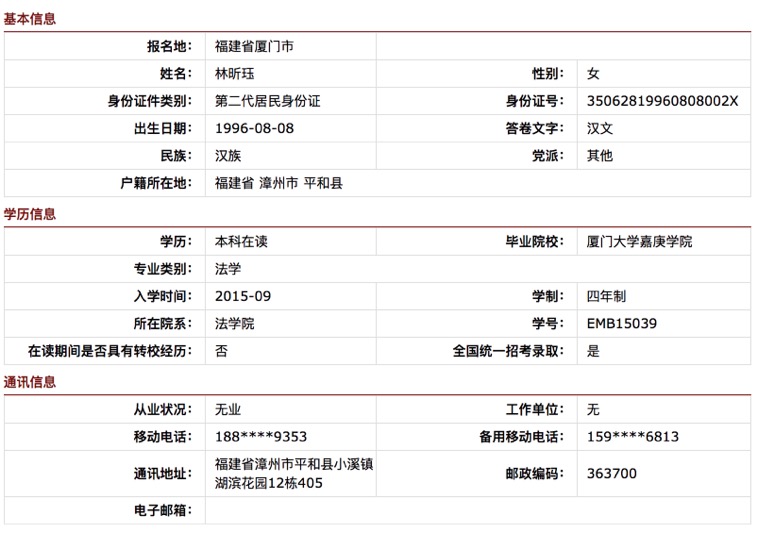 基本信息
报名地： 福建省厦门市
姓名： 林昕珏 性别： 女
身份证件类别： 第二代居民身份证 身份证号： 35062819960808002X
出生日期： 1996-08-08 答卷文字： 汉文
民族： 汉族 党派： 其他
户籍所在地： 福建省 漳州市 平和县
学历信息
学历： 本科在读 毕业院校： 厦门大学嘉庚学院
专业类别： 法学
入学时间： 2015-09 学制： 四年制
所在院系： 法学院 学号： EMB15039
在读期间是否具有转校经历： 否 全国统一招考录取： 是
通讯信息
从业状况： 无业 工作单位： 无
移动电话： 188****9353 备用移动电话： 159****6813
通讯地址： 福建省漳州市平和县小溪镇
湖滨花园12栋405 邮政编码： 363700
电子邮箱：